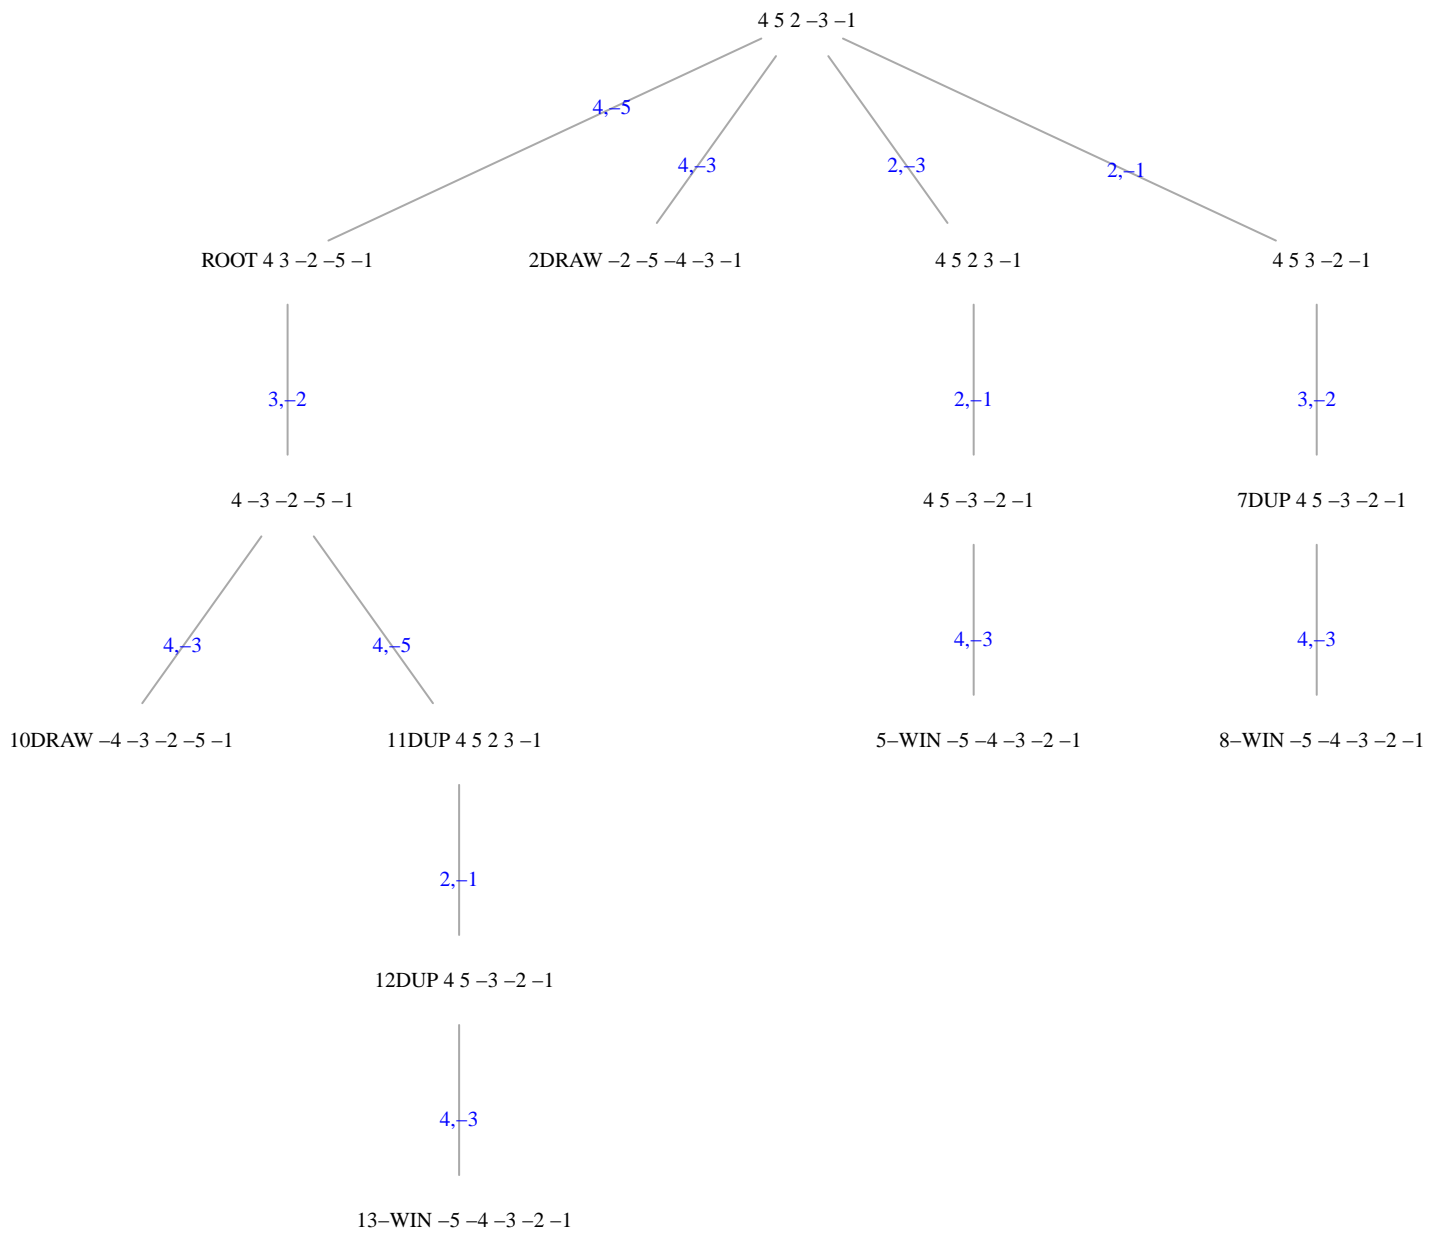 4 5 2 −3 −1
4,−5
4,−3
2,−3
2,−1
ROOT 4 3 −2 −5 −1
2DRAW −2 −5 −4 −3 −1
4 5 2 3 −1
4 5 3 −2 −1
3,−2
2,−1
3,−2
4 −3 −2 −5 −1
4 5 −3 −2 −1
7DUP 4 5 −3 −2 −1
4,−3
4,−5
4,−3
4,−3
10DRAW −4 −3 −2 −5 −1
11DUP 4 5 2 3 −1
5−WIN −5 −4 −3 −2 −1
8−WIN −5 −4 −3 −2 −1
2,−1
12DUP 4 5 −3 −2 −1
4,−3
13−WIN −5 −4 −3 −2 −1